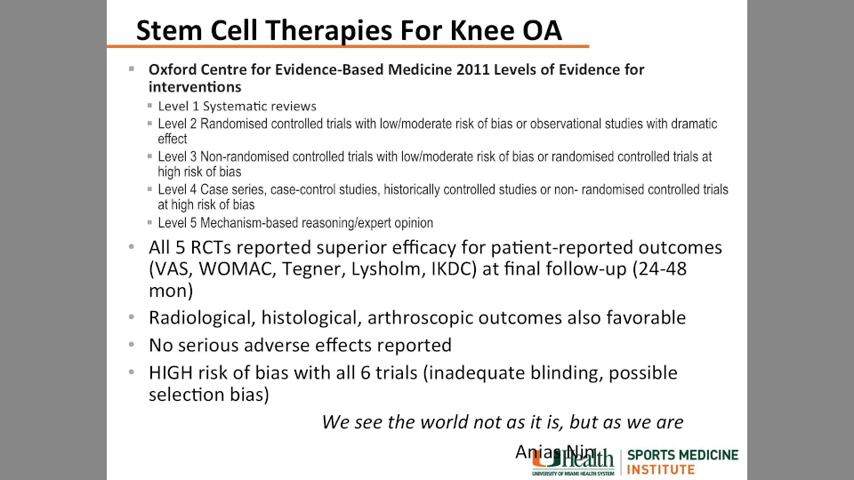 Stem Cell Therapies For Knee OA
Oxford Centre for Evidence-Based Medicine 2011 Levels of Evidence for
interventions
Level 1 Systematic reviews
Level 2 Randomised controlled trials with low/moderate risk of bias or observational studies with dramatic
effect
Level 3 Non-randomised controlled trials with low/moderate risk of bias or randomised controlled trials at
high risk of bias
Level 4 Case series, case-control studies, historically controlled studies or non- randomised controlled trials
at high risk of bias
Level 5 Mechanism-based reasoning/expert opinion
All 5 RCTs reported superior efficacy for patient-reported outcomes
(VAS, WOMAC, Tegner, Lysholm, IKDC) at final follow-up (24-48
mon)
Radiological, histological, arthroscopic outcomes also favorable
No serious adverse effects reported
HIGH risk of bias with all 6 trials (inadequate blinding, possible
selection bias)
We see the world not as it is, but as we are
Anias Nin
UHealth
UNIVERSITY OF MIAMI HEALTH SYSTEM
SPORTS MEDICINE
INSTITUTE